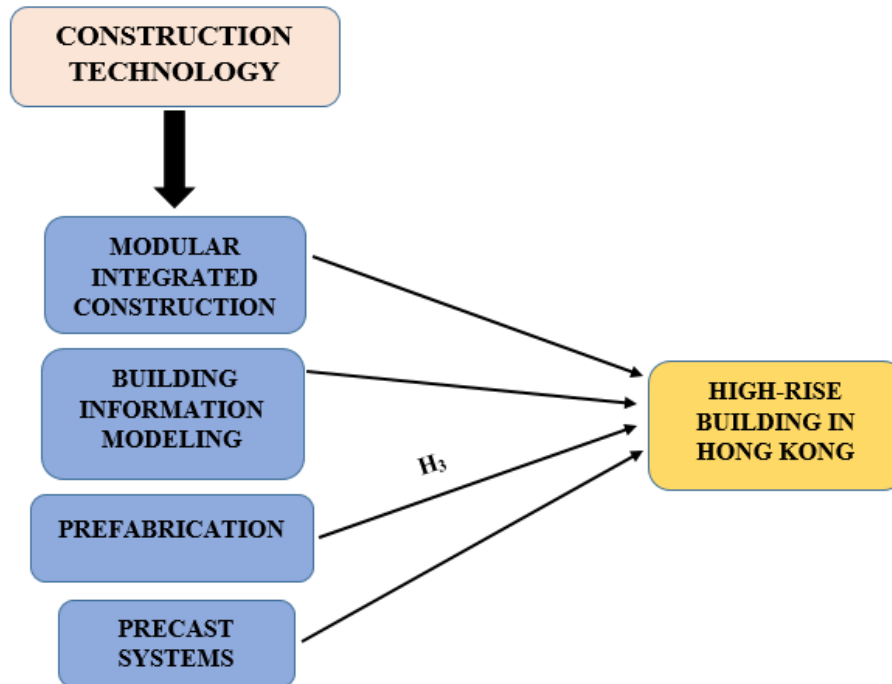 CONSTRUCTION
TECHNOLOGY
MODULAR
INTEGRATED
CONSTRUCTION
BUILDING
INFORMATION
MODELING
H₃
PREFABRICATION
PRECAST
SYSTEMS
HIGH-RISE
BUILDING IN
HONG KONG